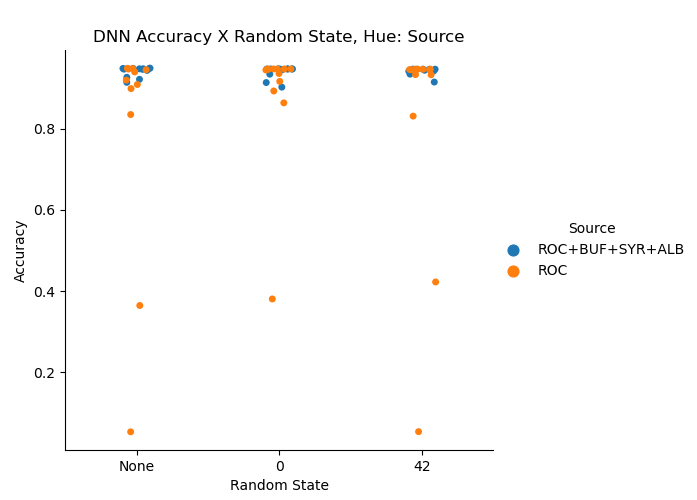 DNN Accuracy X Random State, Hue: Source
0.8
0.6
0.4
0.2
Accuracy
None
0
42
Random State
Source
ROC+BUF+SYR+ALB
ROC